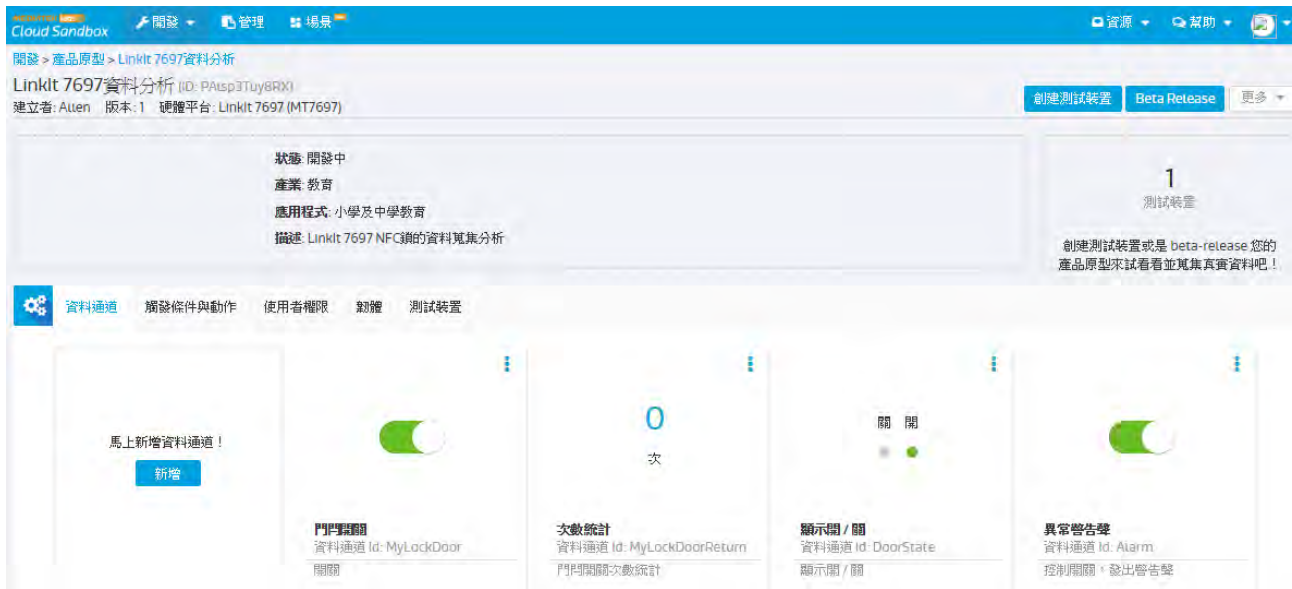 Cloud Sandbox
開發 管理 場景 資源 幫助
開發 > 產品原型 > LinkIt 7697資料分析
LinkIt 7697資料分析 (ID: PAtsp3Tuy8RX)
建立者: Allen 版本: 1 硬體平台: LinkIt 7697 (MT7697)
創建測試裝置 Beta Release 更多
狀態: 開發中
產業: 教育
應用程式: 小學及中學教育
描述: LinkIt 7697 NFC鎖的資料蒐集分析
1
測試裝置
創建測試裝置或是 beta-release 您的
產品原型來試看看並蒐集真實資料吧!
資料通道 觸發條件與動作 使用者權限 韌體 測試裝置
馬上新增資料通道!
新增
門閂開關
資料通道 Id: MyLockDoor
開關
0
次
次數統計
資料通道 Id: MyLockDoorReturn
門閂開關次數統計
關 開
顯示開 / 關
資料通道 Id: DoorState
顯示開 / 關
異常警告聲
資料通道 Id: Alarm
控制開關,發出警告聲